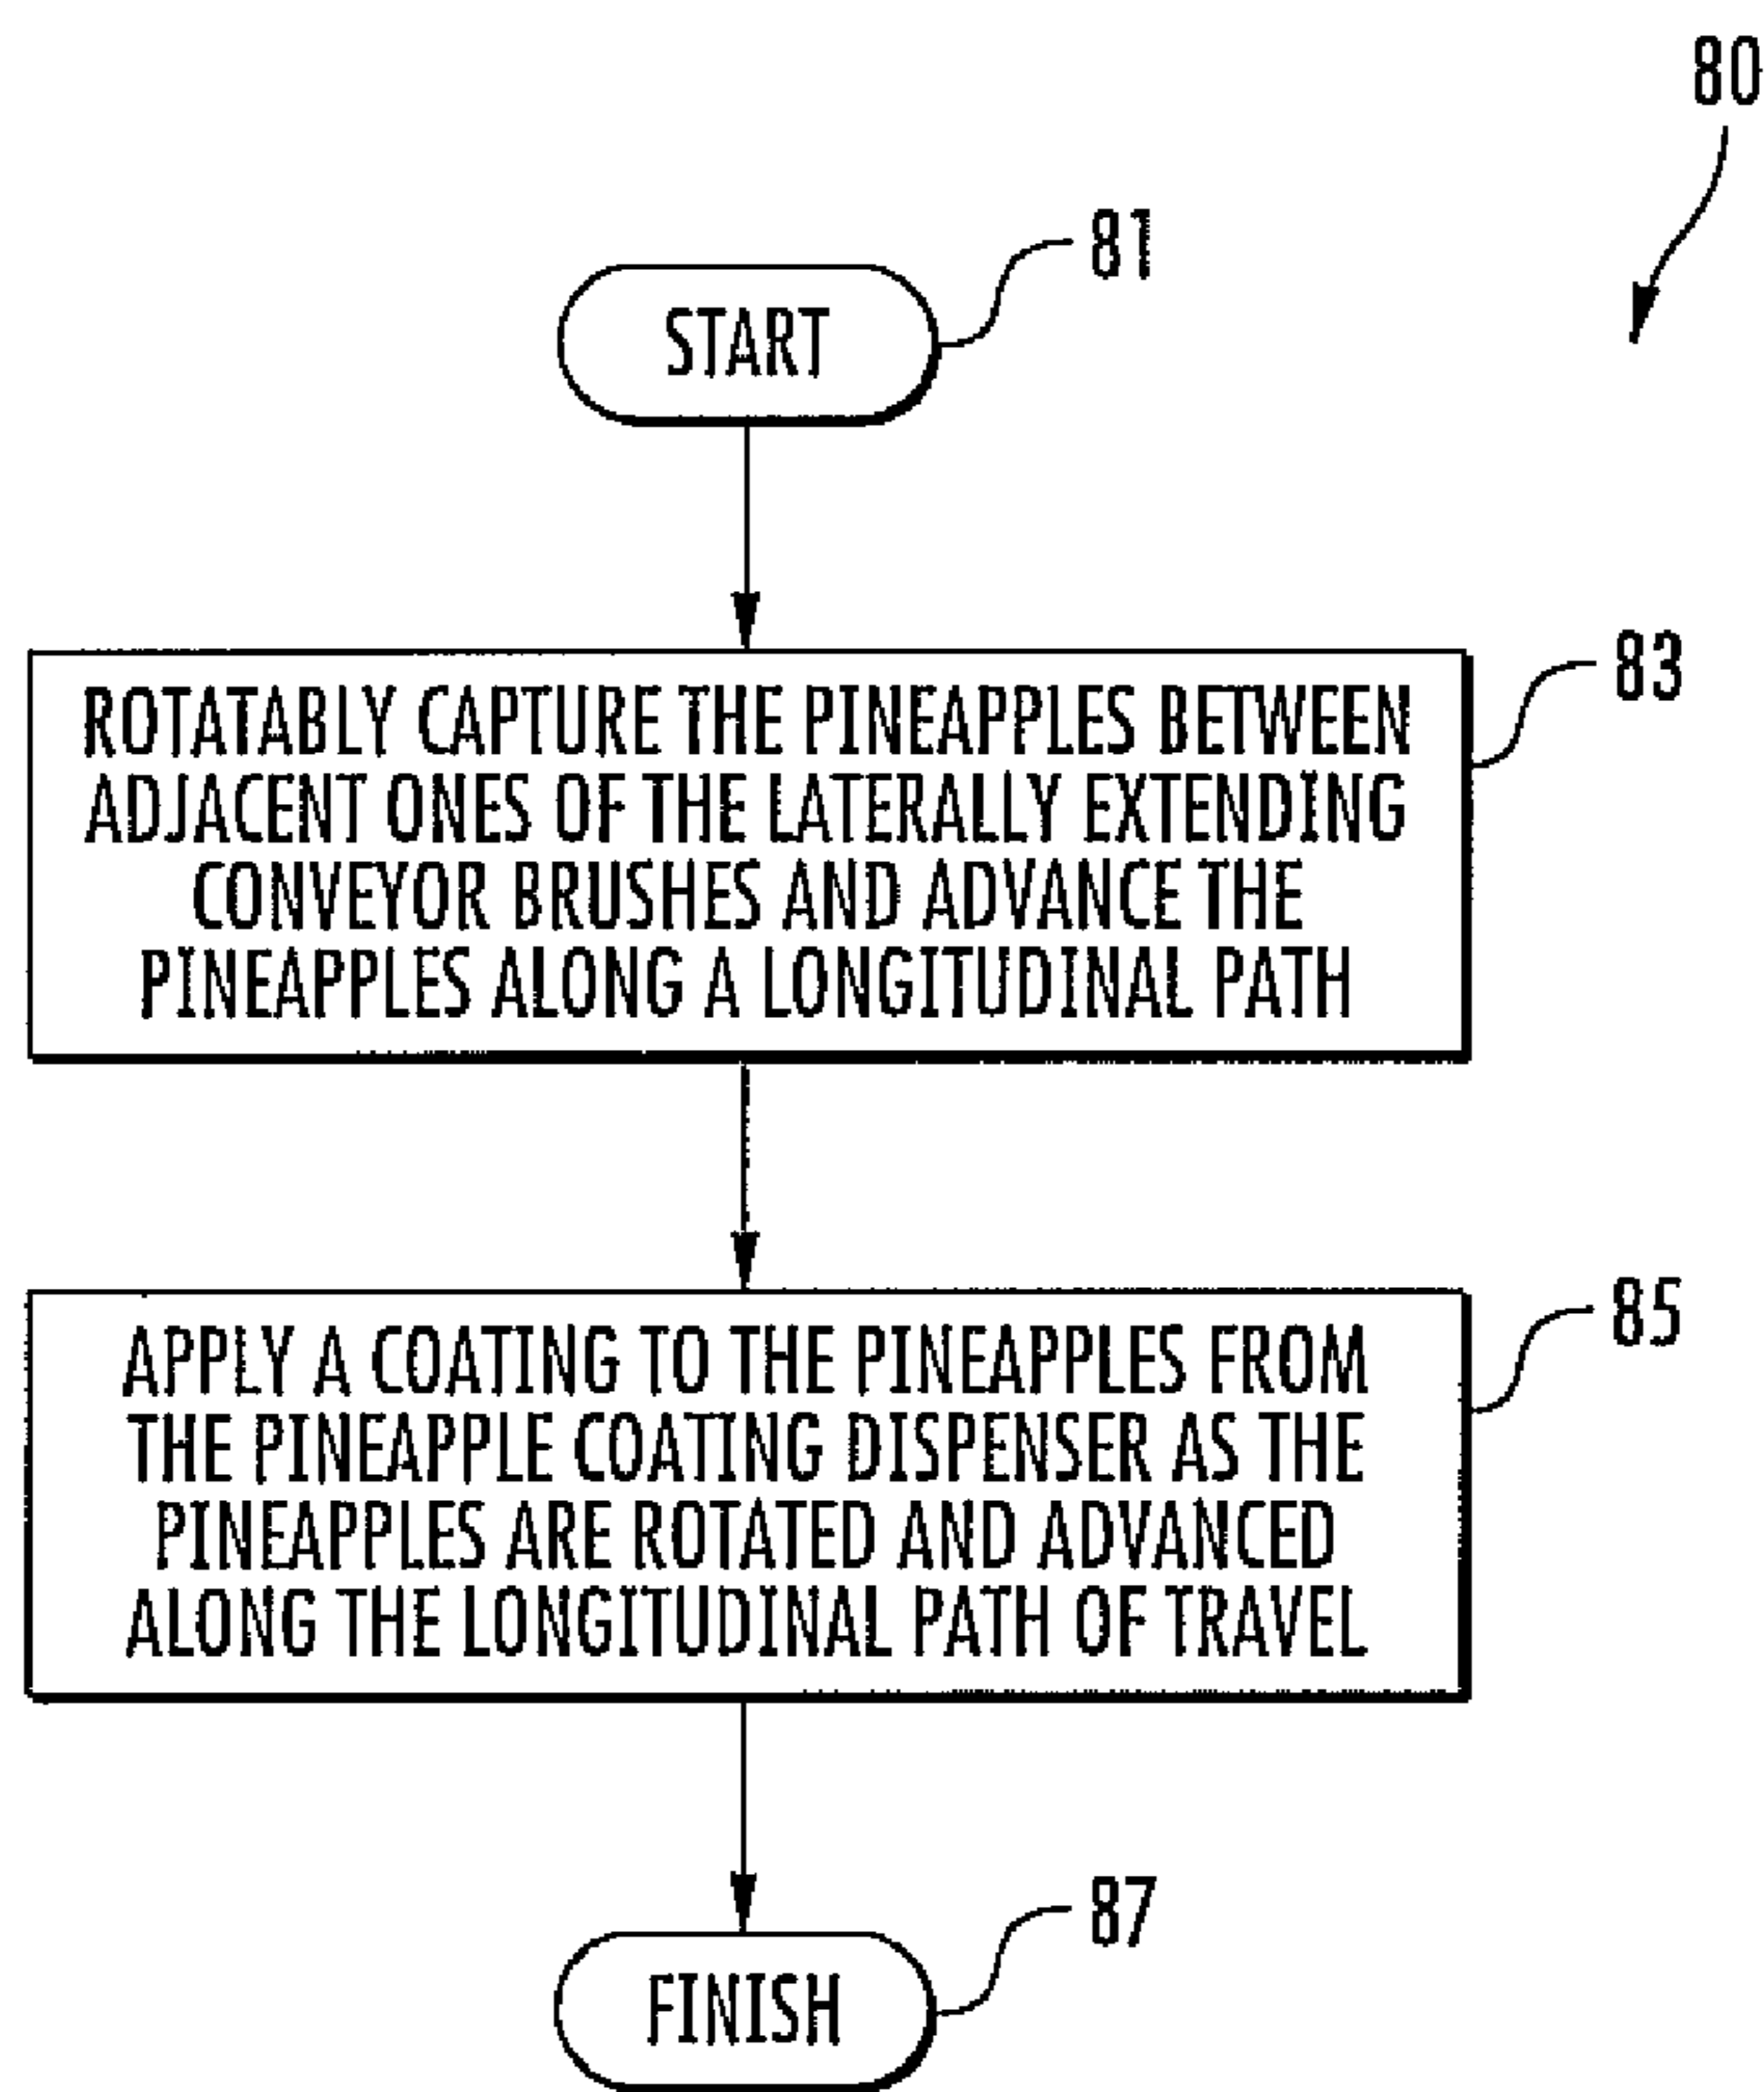 80
81
START
83
ROTATABLY CAPTURE THE PINEAPPLES BETWEEN
ADJACENT ONES OF THE LATERALLY EXTENDING
CONVEYOR BRUSHES AND ADVANCE THE
PINEAPPLES ALONG A LONGITUDINAL PATH
85
APPLY A COATING TO THE PINEAPPLES FROM
THE PINEAPPLE COATING DISPENSER AS THE
PINEAPPLES ARE ROTATED AND ADVANCED
ALONG THE LONGITUDINAL PATH OF TRAVEL
87
FINISH